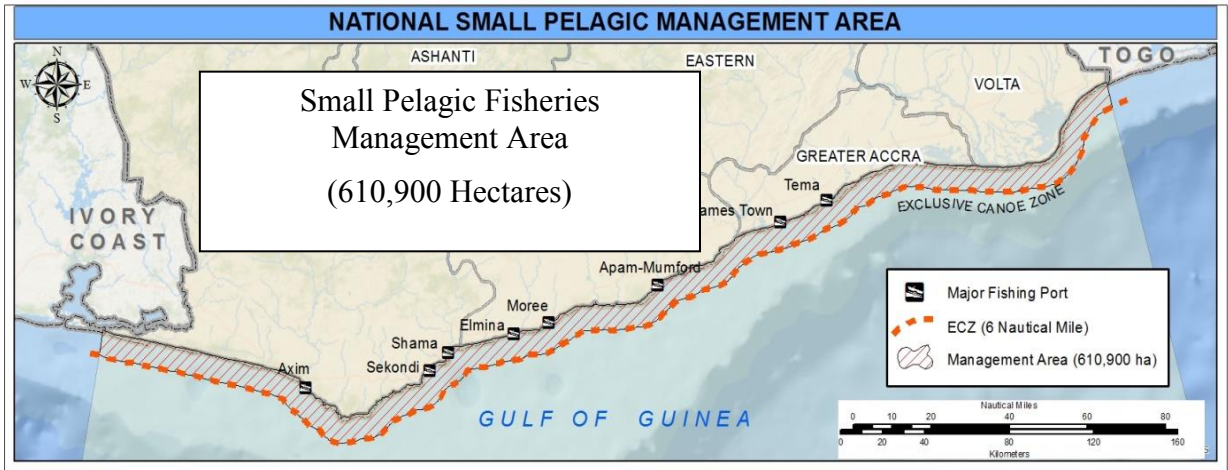 NATIONAL SMALL PELAGIC MANAGEMENT AREA
N
W E
S
ASHANTI
EASTERN
TOGO
VOLTA
Small Pelagic Fisheries
Management Area
(610,900 Hectares)
GREATER ACCRA
Tema
ames Town
EXCLUSIVE CANOE ZONE
IVORY
COAST
Apam-Mumford
Moree
Elmina
Shama
Sekondi
Axim
GULF OF GUINEA
Major Fishing Port
ECZ (6 Nautical Mile)
Management Area (610,900 ha)
Nautical Miles
0 10 20 40 60 80
0 20 40 80 120 160
Kilometers